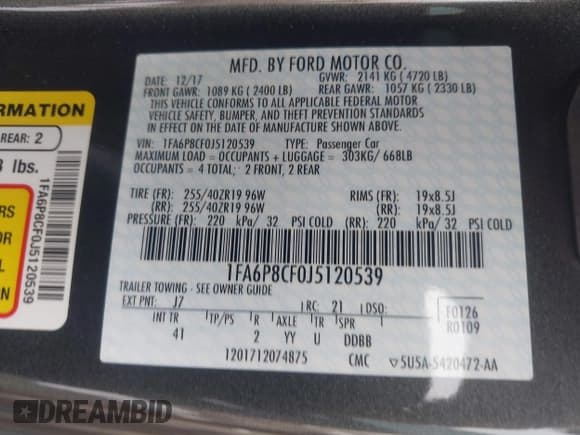 MFD. BY FORD MOTOR CO.
DATE: 12/17 GVWR: 2141 KG ( 4720 LB)
FRONT GAWR: 1089 KG ( 2400 LB) REAR GAWR: 1057 KG ( 2330 LB)
THIS VEHICLE CONFORMS TO ALL APPLICABLE FEDERAL MOTOR
VEHICLE SAFETY, BUMPER, AND THEFT PREVENTION STANDARDS
IN EFFECT ON THE DATE OF MANUFACTURE SHOWN ABOVE.
VIN: 1FA6P8CF0J5120539 TYPE: Passenger Car
MAXIMUM LOAD = OCCUPANTS + LUGGAGE = 303KG/ 668LB
OCCUPANTS = 4 TOTAL; 2 FRONT, 2 REAR
TIRE (FR): 255/40ZR19 96W RIMS (FR): 19x8.5J
(RR): 255/40ZR19 96W (RR): 19x8.5J
PRESSURE (FR): 220 kPa/ 32 PSI COLD (RR): 220 kPa/ 32 PSI COLD
1FA6P8CF0J5120539
TRAILER TOWING - SEE OWNER GUIDE
EXT PNT: J7 RC: 21 DSO: F0126
R0109
INT TR TP/PS R AXLE TR SPR
41 2 YY U DDBB
1201712074875 CMC 5U5A-5420472-AA
ORMATION
REAR: 2
lbs.
RS
OR
L
ON
1FA6P8CF0J5120539
DREAMBID